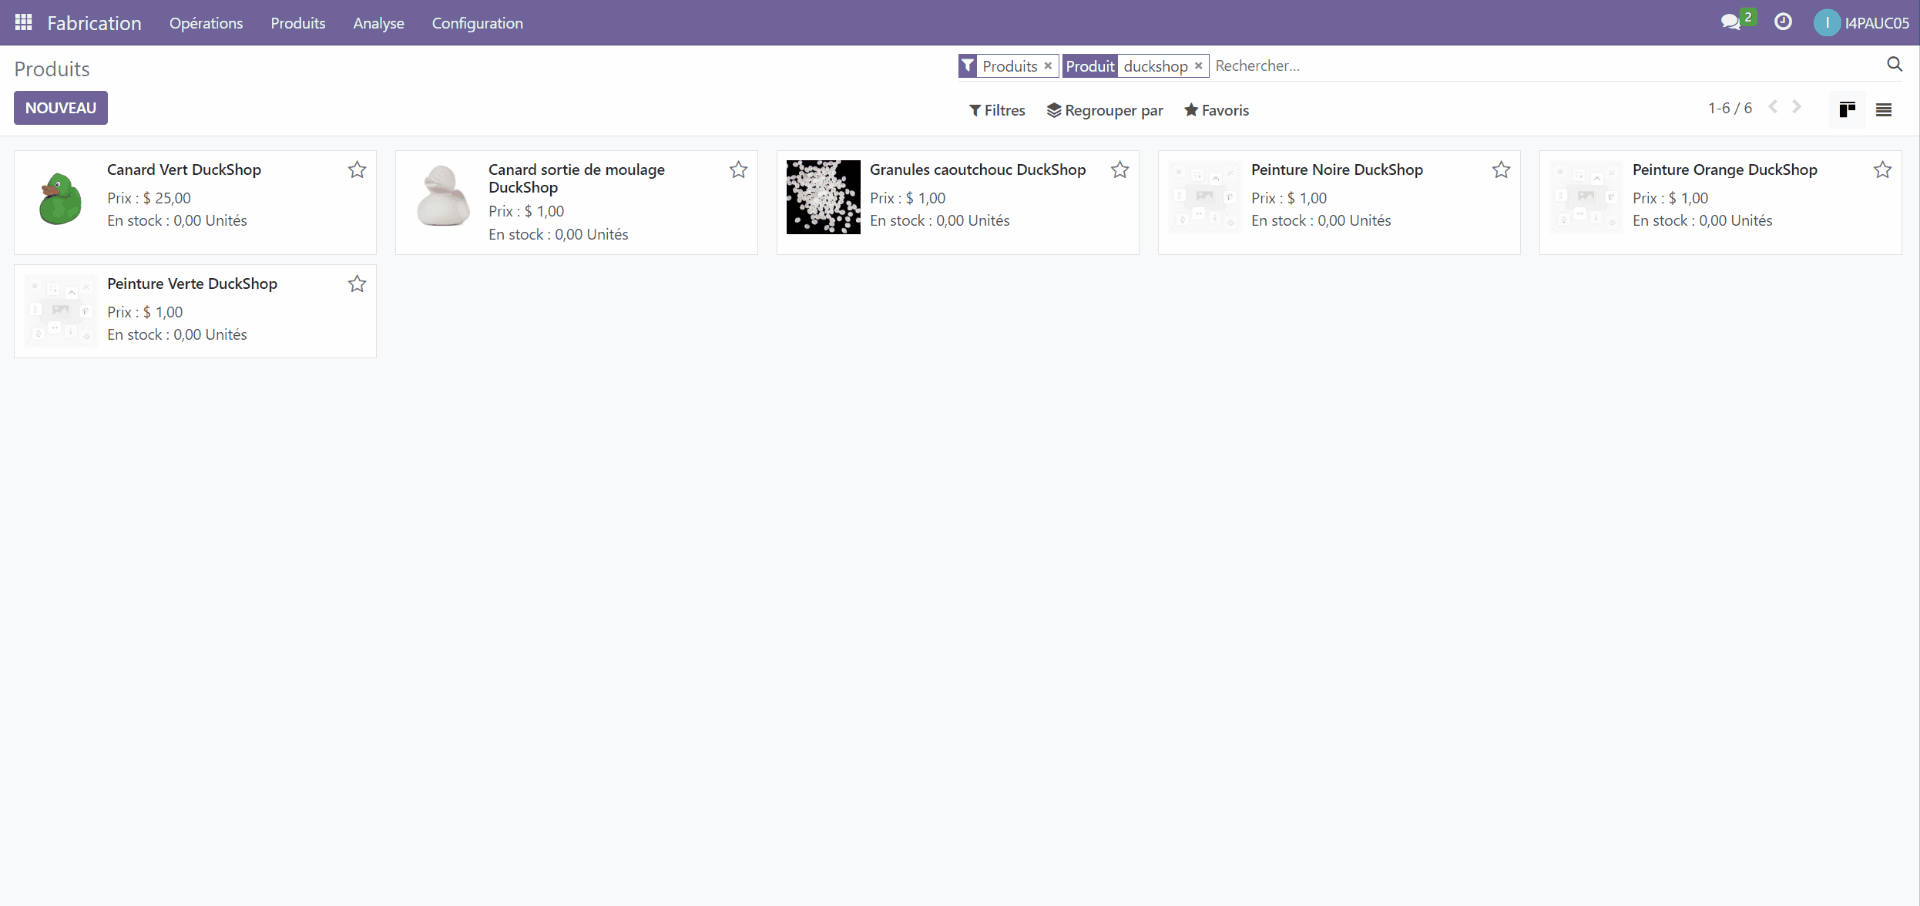 Fabrication Opérations Produits Analyse Configuration 2 I I4PAUC05
Produits
Produits × Produit duckshop × Rechercher...
NOUVEAU
Filtres Regrouper par Favoris 1-6 / 6
Canard Vert DuckShop
Prix : $ 25,00
En stock : 0,00 Unités
Canard sortie de moulage
DuckShop
Prix : $ 1,00
En stock : 0,00 Unités
Granules caoutchouc DuckShop
Prix : $ 1,00
En stock : 0,00 Unités
Peinture Noire DuckShop
Prix : $ 1,00
En stock : 0,00 Unités
Peinture Orange DuckShop
Prix : $ 1,00
En stock : 0,00 Unités
Peinture Verte DuckShop
Prix : $ 1,00
En stock : 0,00 Unités